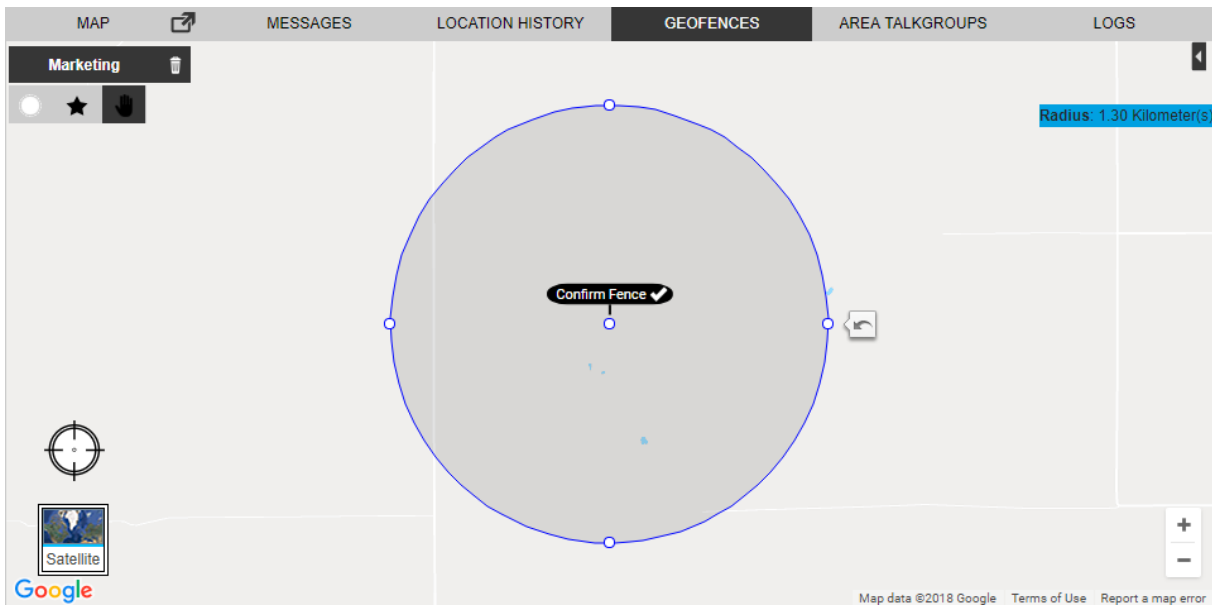 MAP MESSAGES LOCATION HISTORY GEOFENCES AREA TALKGROUPS LOGS
Marketing
Radius: 1.30 Kilometer(s)
Confirm Fence
Satellite
Google
Map data ©2018 Google Terms of Use Report a map error